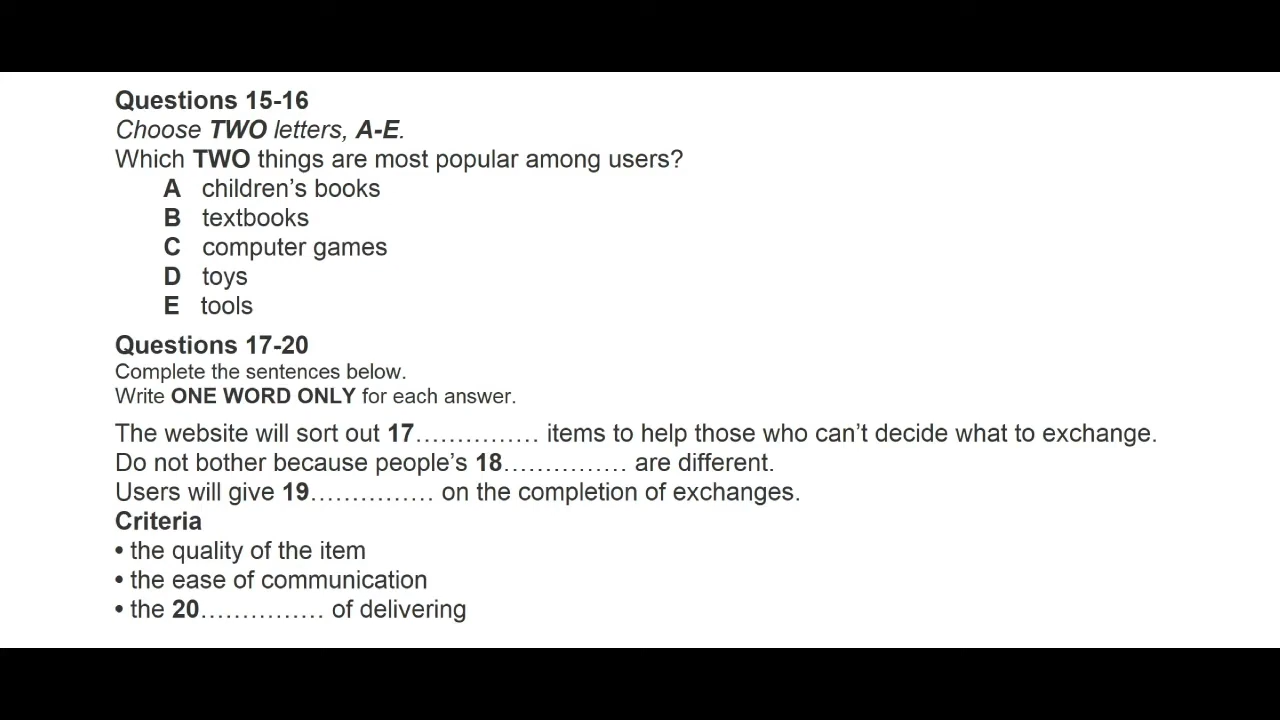 Questions 15-16
Choose TWO letters, A-E.
Which TWO things are most popular among users?
A children’s books
B textbooks
C computer games
D toys
E tools
Questions 17-20
Complete the sentences below.
Write ONE WORD ONLY for each answer.
The website will sort out 17…………… items to help those who can’t decide what to exchange.
Do not bother because people’s 18…………… are different.
Users will give 19…………… on the completion of exchanges.
Criteria
• the quality of the item
• the ease of communication
• the 20…………… of delivering